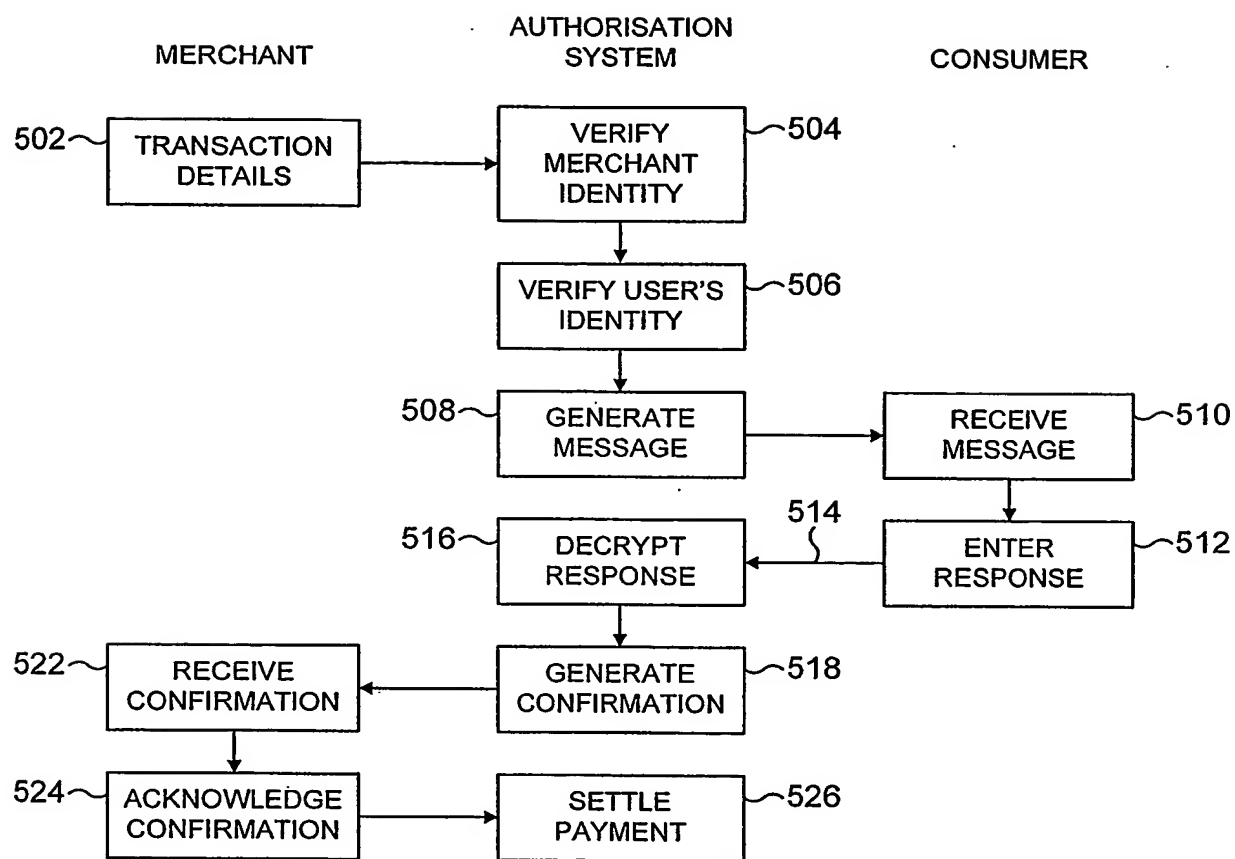 MERCHANT
AUTHORISATION
SYSTEM
CONSUMER
502
TRANSACTION
DETAILS
VERIFY
MERCHANT
IDENTITY
504
VERIFY USER'S
IDENTITY
506
508
GENERATE
MESSAGE
RECEIVE
MESSAGE
510
516
DECRYPT
RESPONSE
514
ENTER
RESPONSE
512
522
RECEIVE
CONFIRMATION
GENERATE
CONFIRMATION
518
524
ACKNOWLEDGE
CONFIRMATION
SETTLE
PAYMENT
526